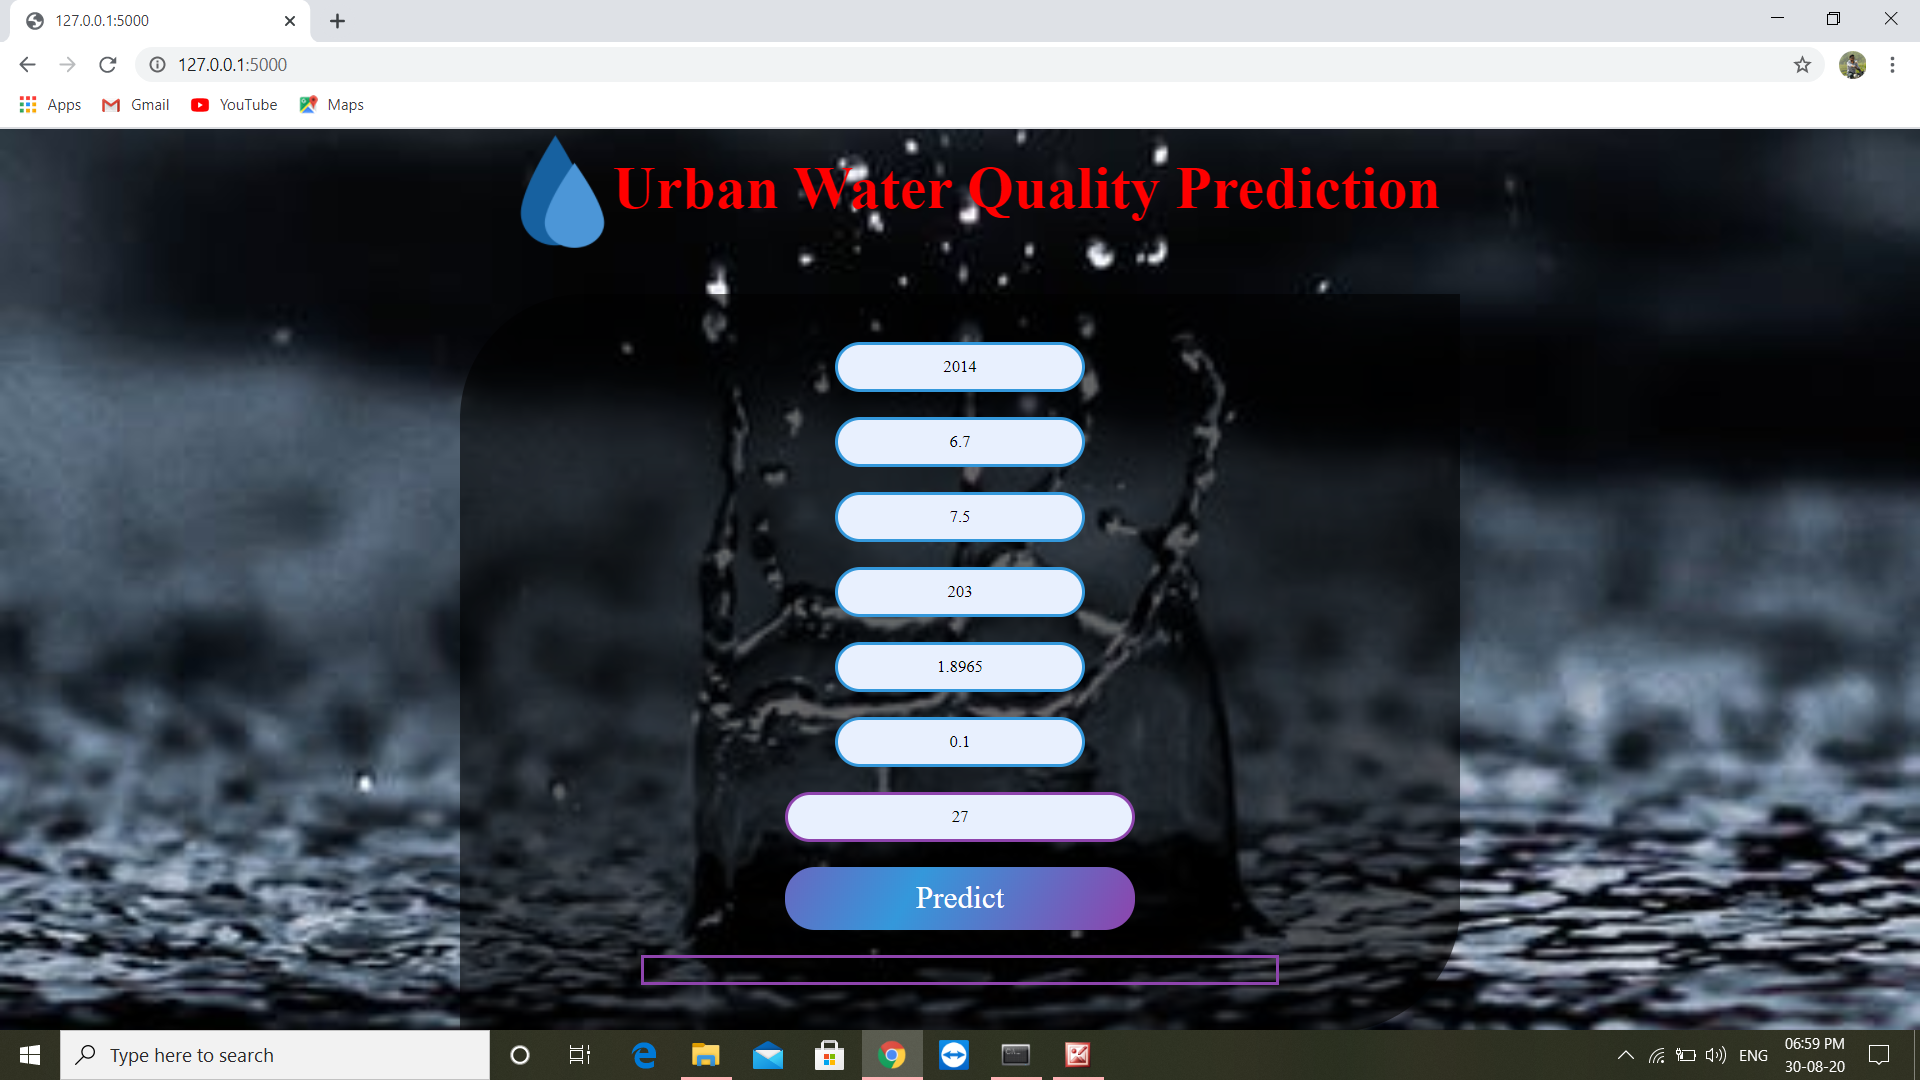 127.0.0.1:5000
127.0.0.1:5000
Apps Gmail YouTube Maps
Urban Water Quality Prediction
2014
6.7
7.5
203
1.8965
0.1
27
Predict
Type here to search
ENG
06:59 PM
30-08-20